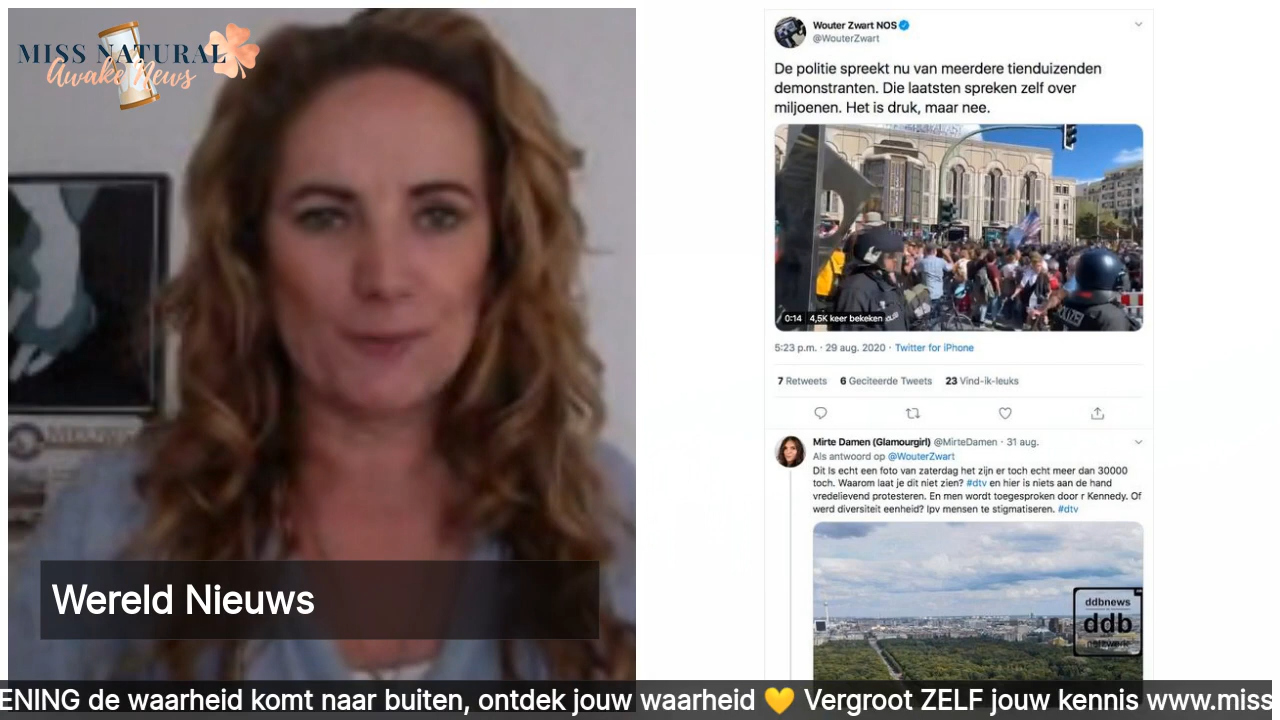 MISS NATURAL
Awake News
Wereld Nieuws
Wouter Zwart NOS
@WouterZwart
De politie spreekt nu van meerdere tienduizenden
demonstranten. Die laatsten spreken zelf over
miljoenen. Het is druk, maar nee.
0:14 4,5K keer bekeken
POLIZEI
5:23 p.m. · 29 aug. 2020 · Twitter for iPhone
7 Retweets 6 Geciteerde Tweets 23 Vind-ik-leuks
Mirte Damen (Glamourgirl) @MirteDamen · 31 aug.
Als antwoord op @WouterZwart
Dit Is echt een foto van zaterdag het zijn er toch echt meer dan 30000
toch. Waarom laat je dit niet zien? #dtv en hier is niets aan de hand
vredelievend protesteren. En men wordt toegesproken door r Kennedy. Of
werd diversiteit eenheid? Ipv mensen te stigmatiseren. #dtv
ddbnews
ddb
netzwerk
ENING de waarheid komt naar buiten, ontdek jouw waarheid 💛 Vergroot ZELF jouw kennis www.miss